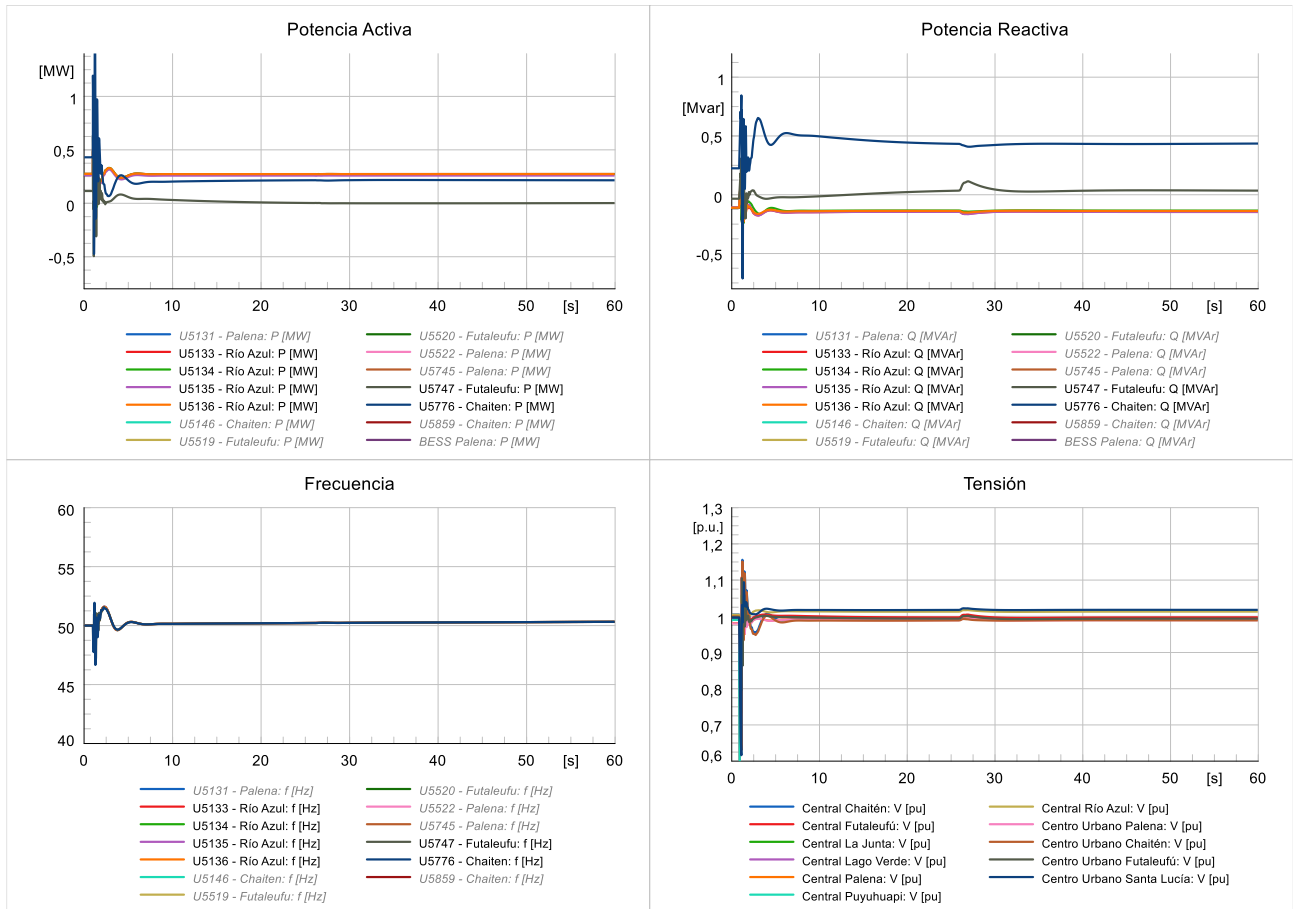 Potencia Activa
[MW]
1
0,5
0
-0,5
0 10 20 30 40 50 [s] 60
U5131 - Palena: P [MW] U5520 - Futaleufu: P [MW]
U5133 - Río Azul: P [MW] U5522 - Palena: P [MW]
U5134 - Río Azul: P [MW] U5745 - Palena: P [MW]
U5135 - Río Azul: P [MW] U5747 - Futaleufu: P [MW]
U5136 - Río Azul: P [MW] U5776 - Chaiten: P [MW]
U5146 - Chaiten: P [MW] U5859 - Chaiten: P [MW]
U5519 - Futaleufu: P [MW] BESS Palena: P [MW]
Potencia Reactiva
1
[Mvar]
0,5
0
-0,5
0 10 20 30 40 50 [s] 60
U5131 - Palena: Q [MVAr] U5520 - Futaleufu: Q [MVAr]
U5133 - Río Azul: Q [MVAr] U5522 - Palena: Q [MVAr]
U5134 - Río Azul: Q [MVAr] U5745 - Palena: Q [MVAr]
U5135 - Río Azul: Q [MVAr] U5747 - Futaleufu: Q [MVAr]
U5136 - Río Azul: Q [MVAr] U5776 - Chaiten: Q [MVAr]
U5146 - Chaiten: Q [MVAr] U5859 - Chaiten: Q [MVAr]
U5519 - Futaleufu: Q [MVAr] BESS Palena: Q [MVAr]
Frecuencia
60
55
50
45
40
0 10 20 30 40 50 [s] 60
U5131 - Palena: f [Hz] U5520 - Futaleufu: f [Hz]
U5133 - Río Azul: f [Hz] U5522 - Palena: f [Hz]
U5134 - Río Azul: f [Hz] U5745 - Palena: f [Hz]
U5135 - Río Azul: f [Hz] U5747 - Futaleufu: f [Hz]
U5136 - Río Azul: f [Hz] U5776 - Chaiten: f [Hz]
U5146 - Chaiten: f [Hz] U5859 - Chaiten: f [Hz]
U5519 - Futaleufu: f [Hz]
Tensión
1,3
[p.u.]
1,2
1,1
1
0,9
0,8
0,7
0,6
0 10 20 30 40 50 [s] 60
Central Chaitén: V [pu] Central Río Azul: V [pu]
Central Futaleufú: V [pu] Centro Urbano Palena: V [pu]
Central La Junta: V [pu] Centro Urbano Chaitén: V [pu]
Central Lago Verde: V [pu] Centro Urbano Futaleufú: V [pu]
Central Palena: V [pu] Centro Urbano Santa Lucía: V [pu]
Central Puyuhuapi: V [pu]